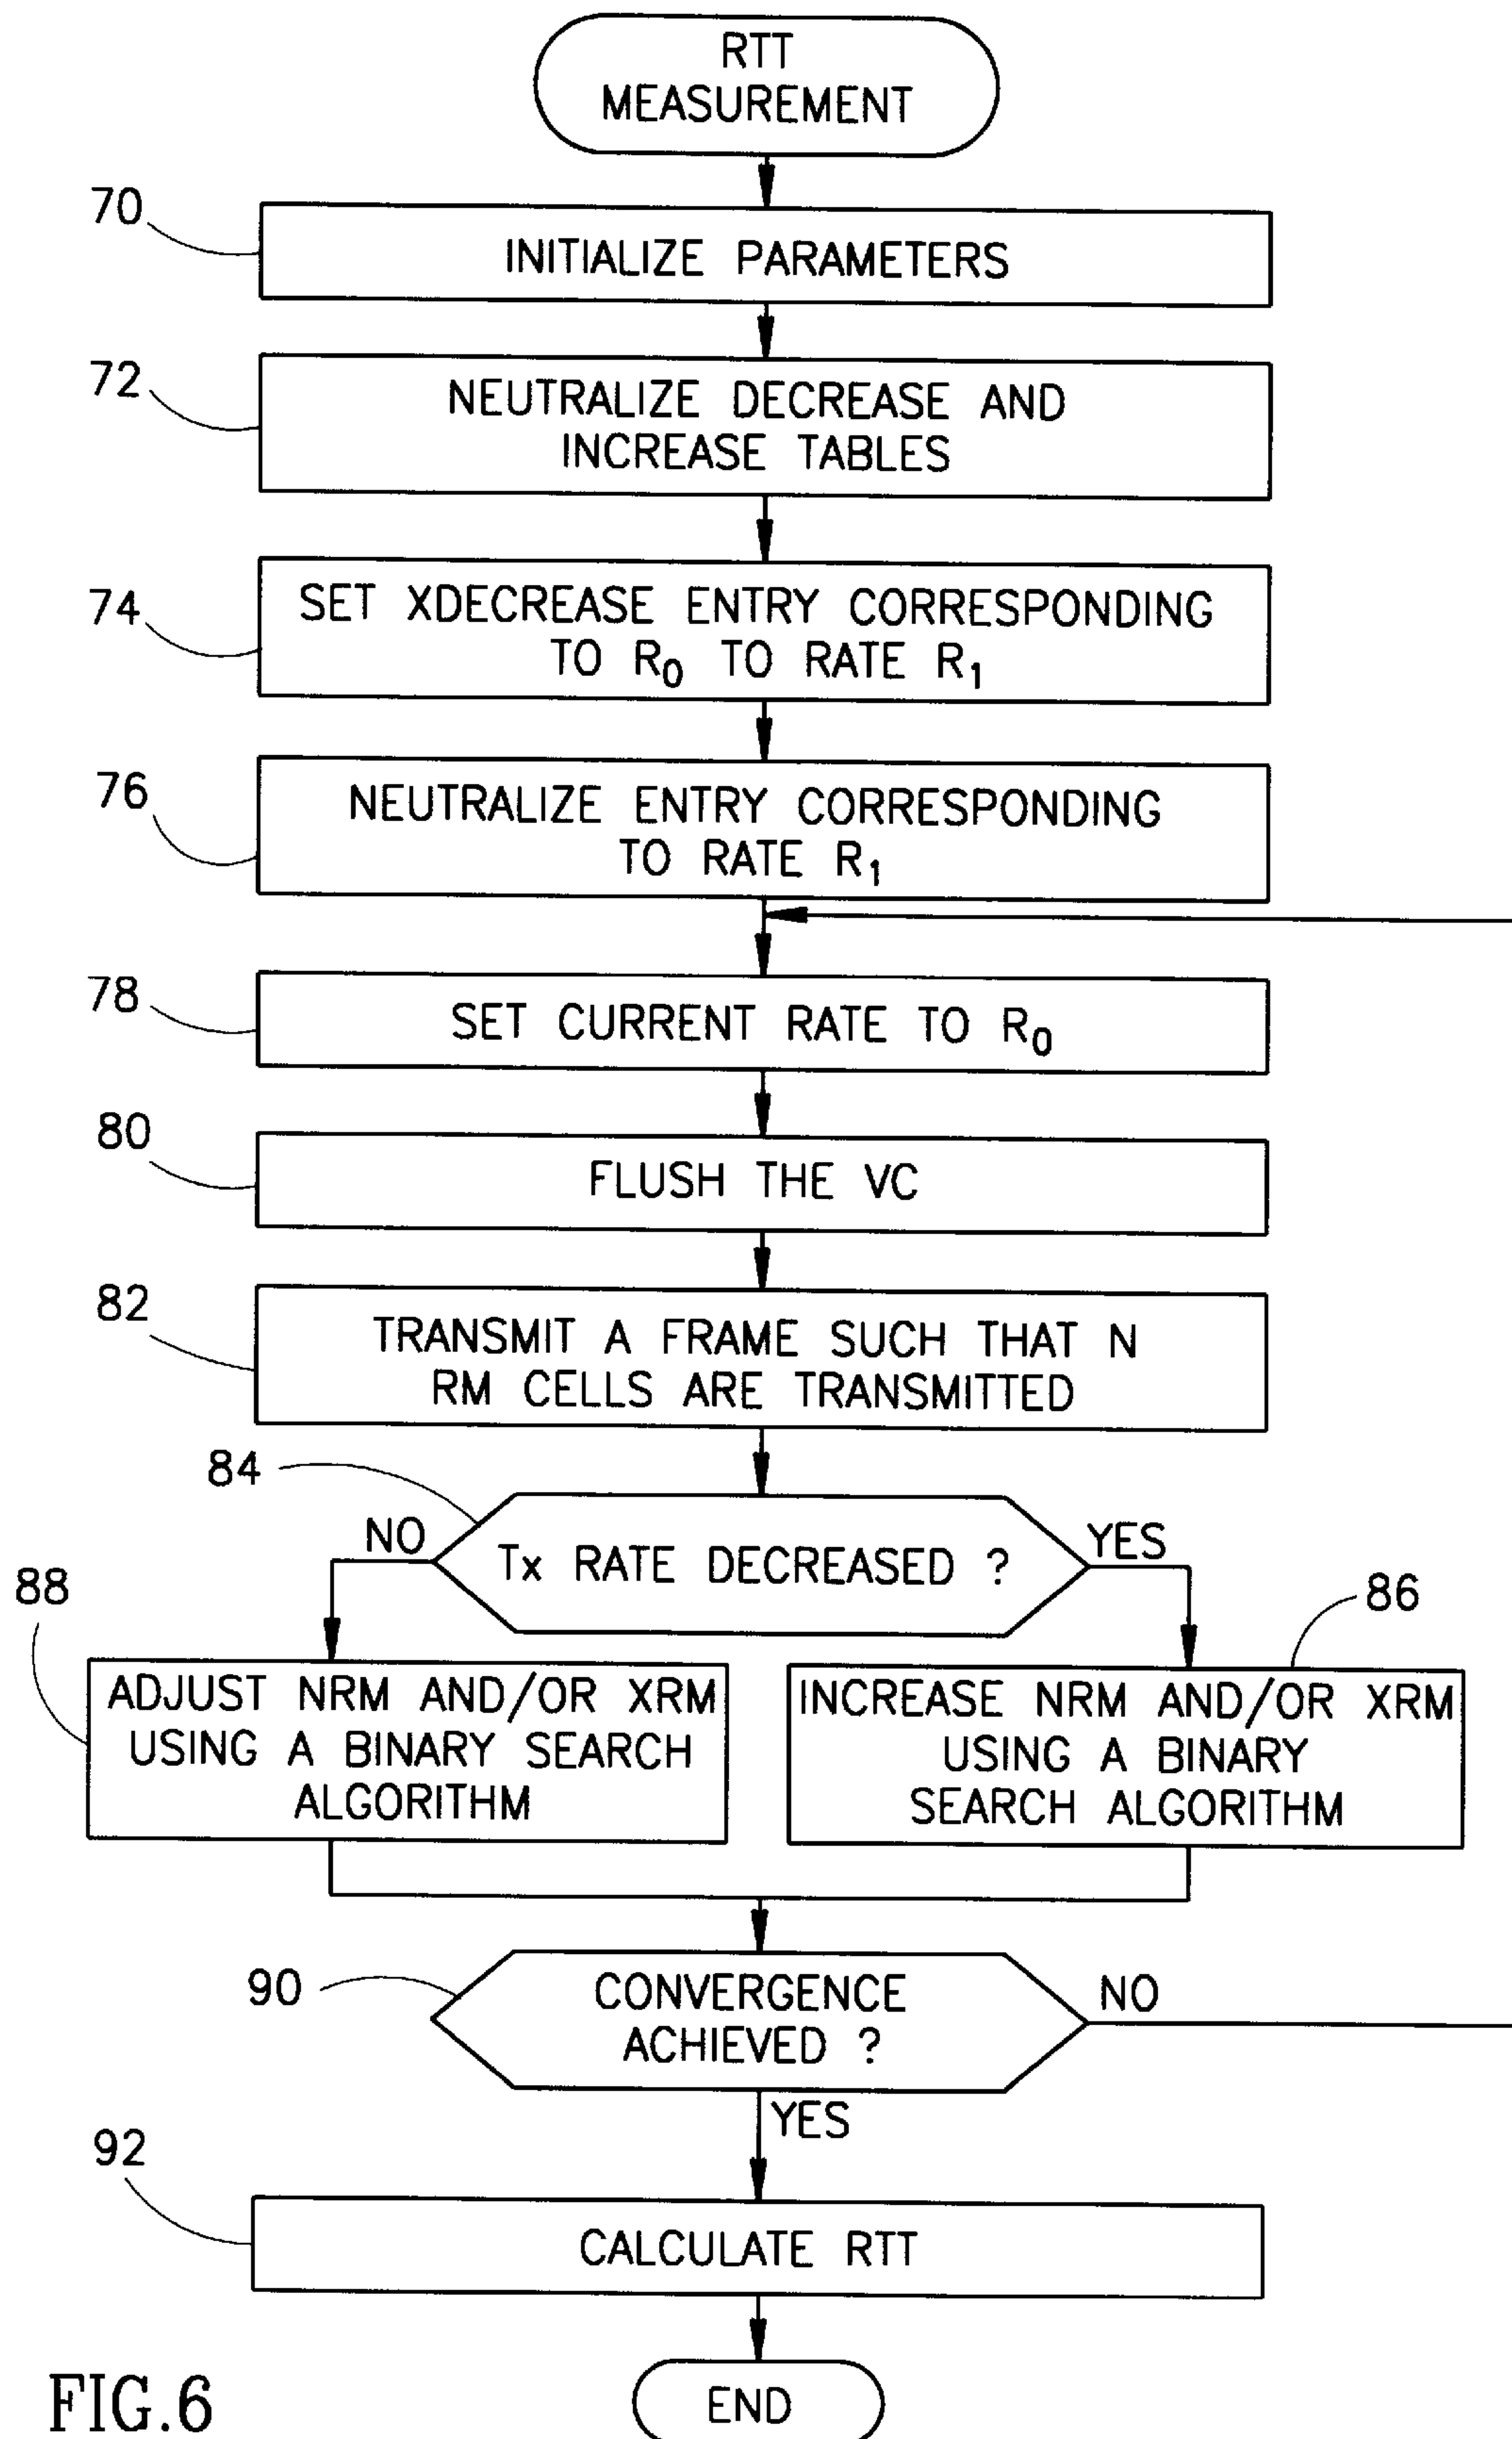 RTT
MEASUREMENT
70
INITIALIZE PARAMETERS
72
NEUTRALIZE DECREASE AND
INCREASE TABLES
74
SET XDECREASE ENTRY CORRESPONDING
TO R₀ TO RATE R₁
76
NEUTRALIZE ENTRY CORRESPONDING
TO RATE R₁
78
SET CURRENT RATE TO R₀
80
FLUSH THE VC
82
TRANSMIT A FRAME SUCH THAT N
RM CELLS ARE TRANSMITTED
84
NO
Tx RATE DECREASED ?
YES
88
ADJUST NRM AND/OR XRM
USING A BINARY SEARCH
ALGORITHM
86
INCREASE NRM AND/OR XRM
USING A BINARY
SEARCH ALGORITHM
90
CONVERGENCE
ACHIEVED ?
NO
YES
92
CALCULATE RTT
END
FIG.6